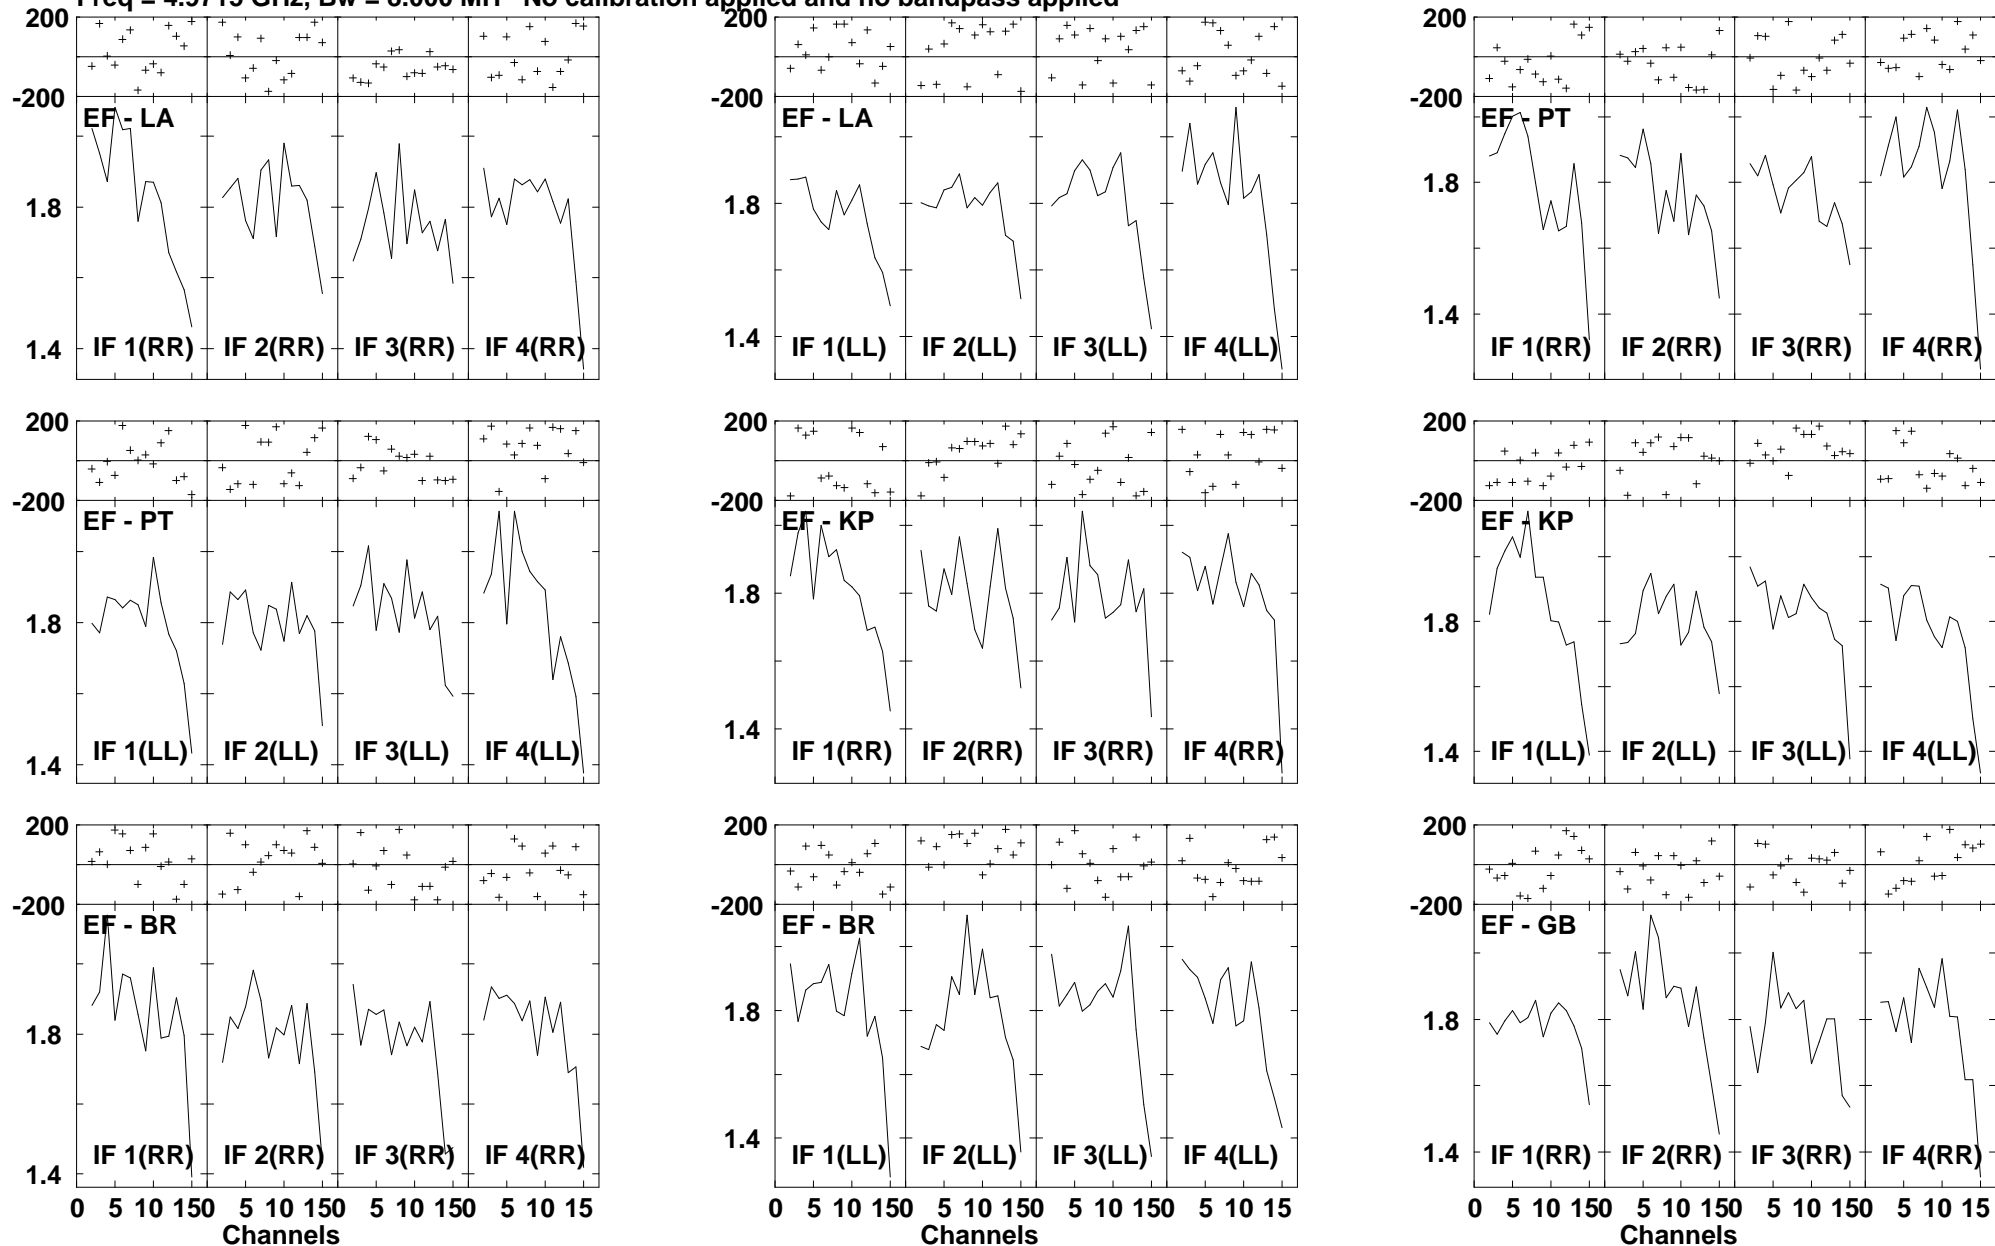 Freq = 4.9715 GHz, Bw = 8.000 MH No calibration applied and no bandpass applied
200
-200
EF - LA
1.8
1.4
IF 1(RR) IF 2(RR) IF 3(RR) IF 4(RR)
EF - LA
1.8
1.4
IF 1(LL) IF 2(LL) IF 3(LL) IF 4(LL)
200
-200
EF - PT
1.8
1.4
IF 1(RR) IF 2(RR) IF 3(RR) IF 4(RR)
200
-200
EF - PT
1.8
1.4
IF 1(LL) IF 2(LL) IF 3(LL) IF 4(LL)
200
-200
EF - KP
1.8
1.4
IF 1(RR) IF 2(RR) IF 3(RR) IF 4(RR)
200
-200
EF - KP
1.8
1.4
IF 1(LL) IF 2(LL) IF 3(LL) IF 4(LL)
200
-200
EF - BR
1.8
1.4
IF 1(RR) IF 2(RR) IF 3(RR) IF 4(RR)
0 5 10 150 5 10 150 5 10 150 5 10 15
Channels
200
-200
EF - BR
1.8
1.4
IF 1(LL) IF 2(LL) IF 3(LL) IF 4(LL)
0 5 10 150 5 10 150 5 10 150 5 10 15
Channels
200
-200
EF - GB
1.8
1.4
IF 1(RR) IF 2(RR) IF 3(RR) IF 4(RR)
0 5 10 150 5 10 150 5 10 150 5 10 15
Channels